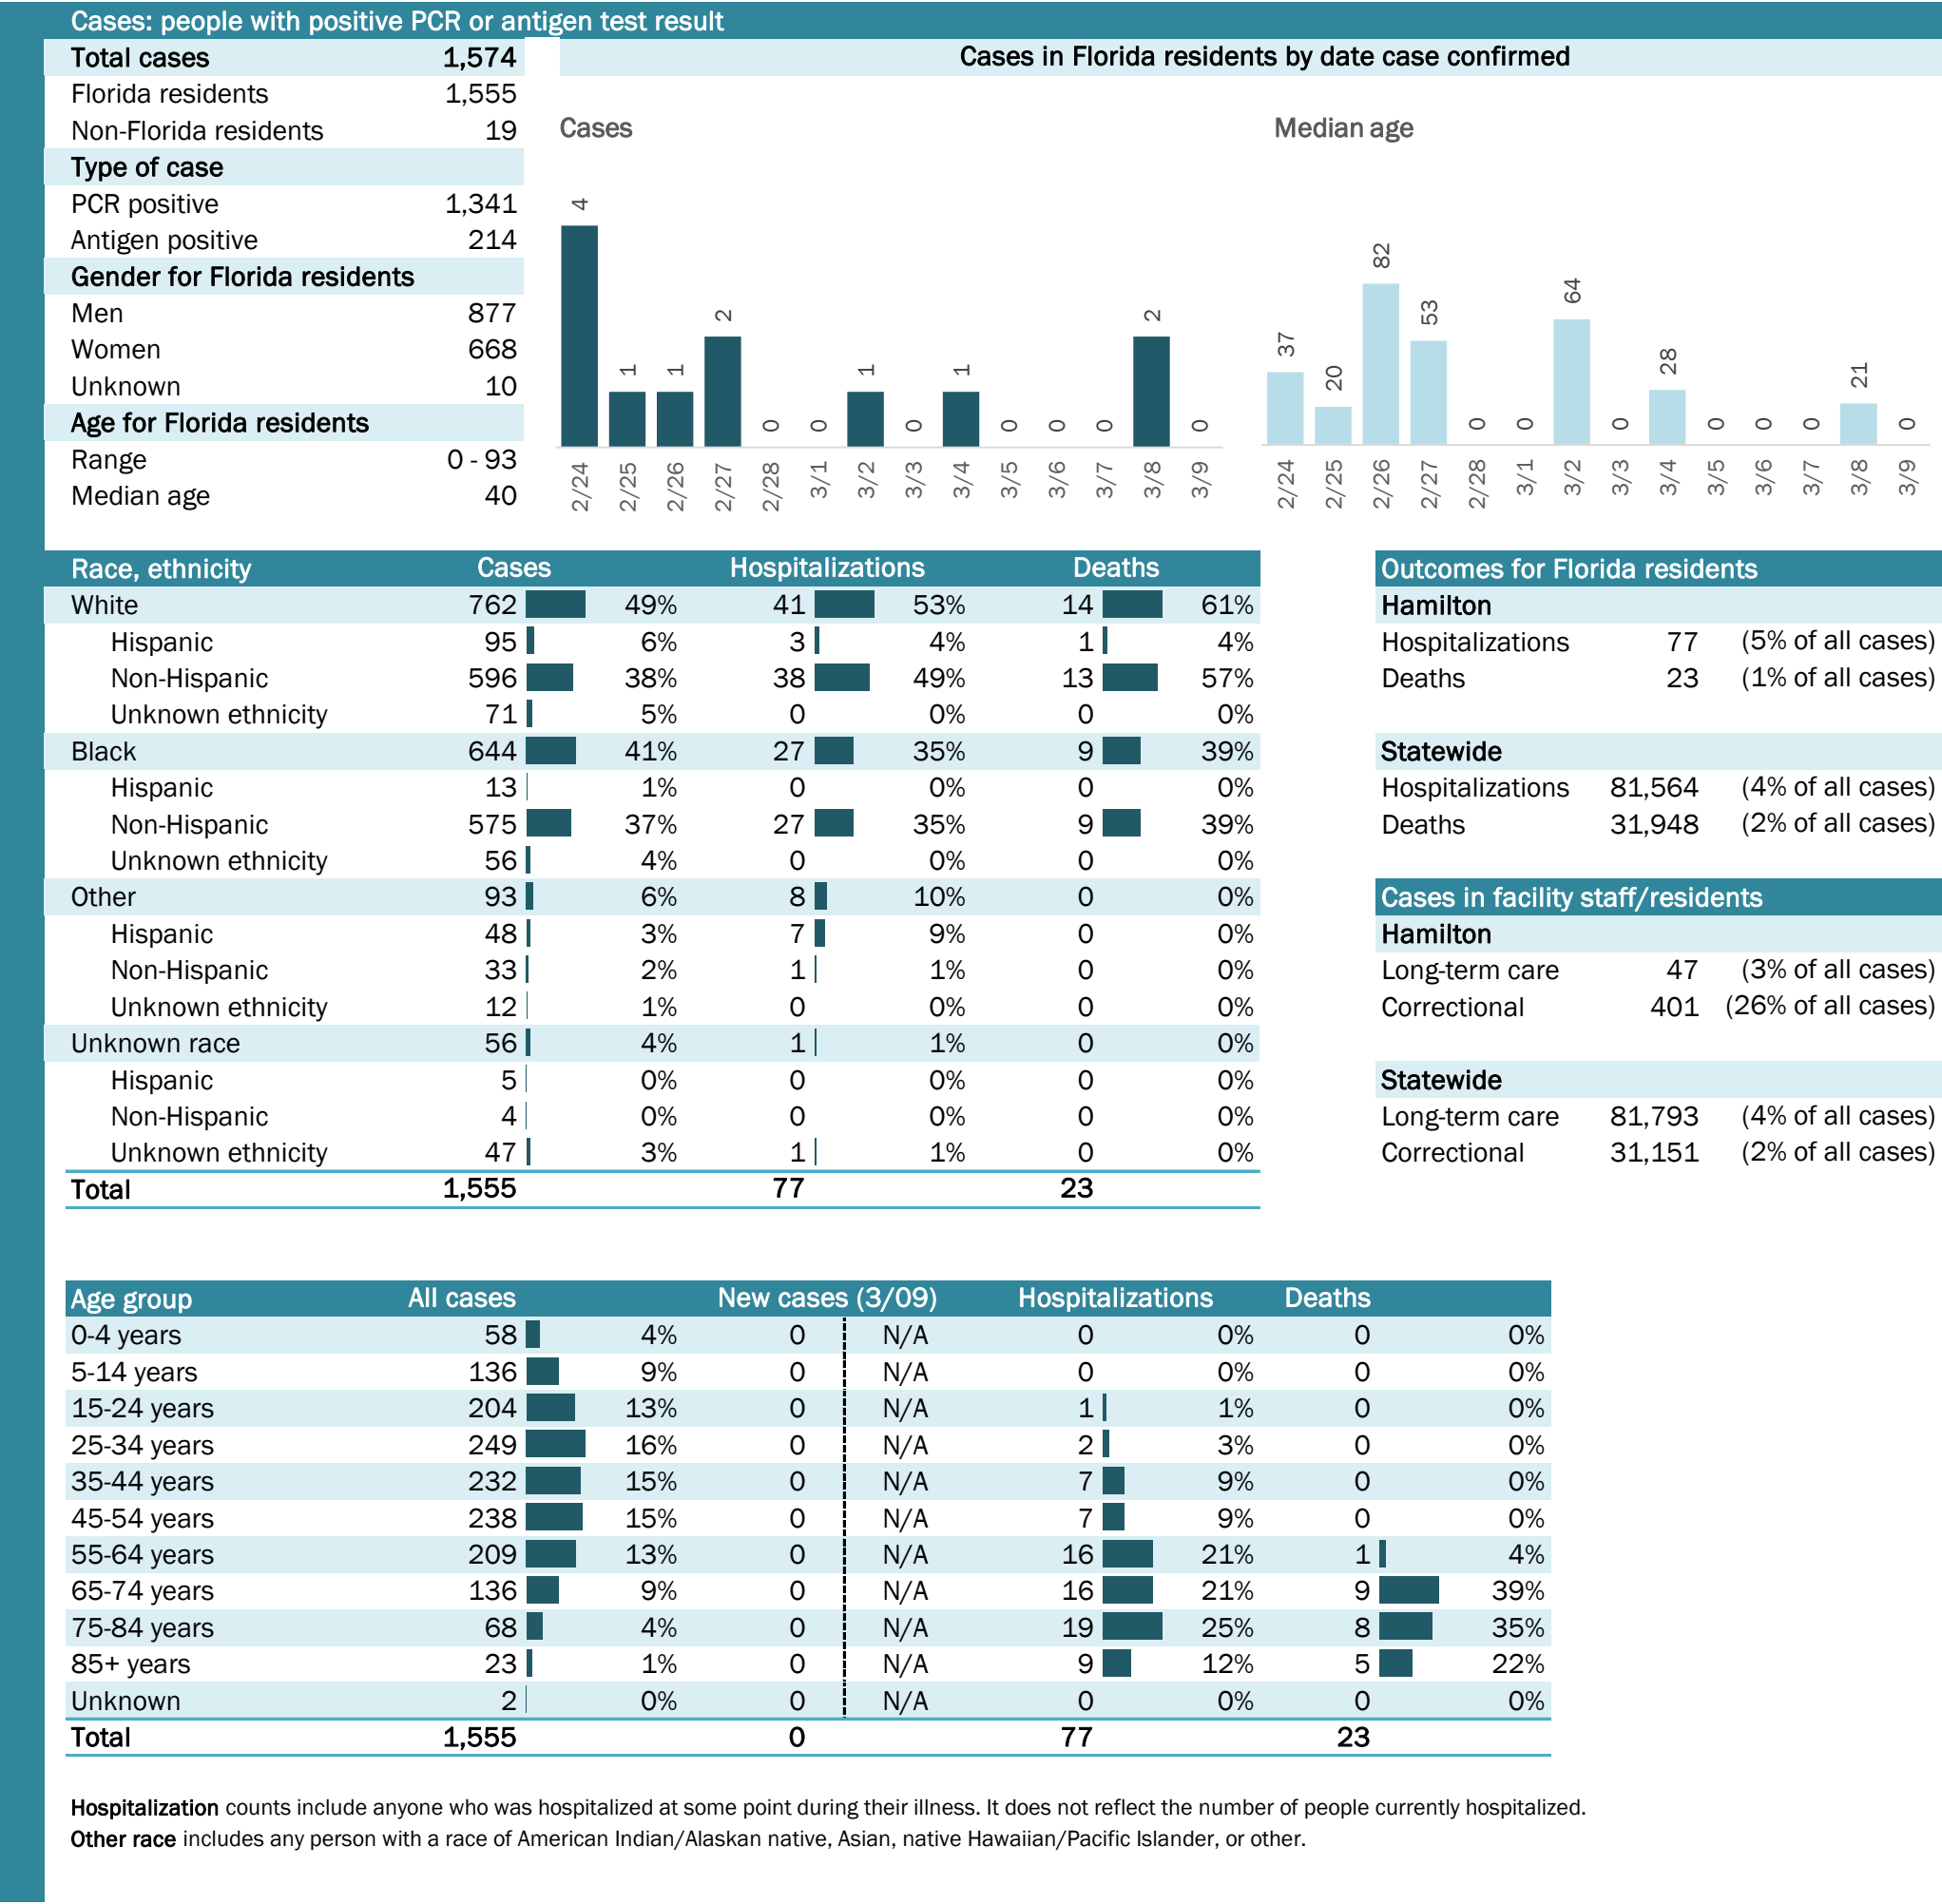 Cases: people with positive PCR or antigen test result
Total cases 1,574
Florida residents 1,555
Non-Florida residents 19
Type of case
PCR positive 1,341
Antigen positive 214
Gender for Florida residents
Men 877
Women 668
Unknown 10
Age for Florida residents
Range 0 - 93
Median age 40
Cases in Florida residents by date case confirmed
Cases
4 1 1 2 0 0 1 0 1 0 0 0 2 0
2/24 2/25 2/26 2/27 2/28 3/1 3/2 3/3 3/4 3/5 3/6 3/7 3/8 3/9
Median age
37 20 82 53 0 0 64 0 28 0 0 0 21 0
2/24 2/25 2/26 2/27 2/28 3/1 3/2 3/3 3/4 3/5 3/6 3/7 3/8 3/9
Race, ethnicity Cases Hospitalizations Deaths
White 762 49% 41 53% 14 61%
Hispanic 95 6% 3 4% 1 4%
Non-Hispanic 596 38% 38 49% 13 57%
Unknown ethnicity 71 5% 0 0% 0 0%
Black 644 41% 27 35% 9 39%
Hispanic 13 1% 0 0% 0 0%
Non-Hispanic 575 37% 27 35% 9 39%
Unknown ethnicity 56 4% 0 0% 0 0%
Other 93 6% 8 10% 0 0%
Hispanic 48 3% 7 9% 0 0%
Non-Hispanic 33 2% 1 1% 0 0%
Unknown ethnicity 12 1% 0 0% 0 0%
Unknown race 56 4% 1 1% 0 0%
Hispanic 5 0% 0 0% 0 0%
Non-Hispanic 4 0% 0 0% 0 0%
Unknown ethnicity 47 3% 1 1% 0 0%
Total 1,555 77 23
Outcomes for Florida residents
Hamilton
Hospitalizations 77 (5% of all cases)
Deaths 23 (1% of all cases)
Statewide
Hospitalizations 81,564 (4% of all cases)
Deaths 31,948 (2% of all cases)
Cases in facility staff/residents
Hamilton
Long-term care 47 (3% of all cases)
Correctional 401 (26% of all cases)
Statewide
Long-term care 81,793 (4% of all cases)
Correctional 31,151 (2% of all cases)
Age group All cases New cases (3/09) Hospitalizations Deaths
0-4 years 58 4% 0 N/A 0 0% 0 0%
5-14 years 136 9% 0 N/A 0 0% 0 0%
15-24 years 204 13% 0 N/A 1 1% 0 0%
25-34 years 249 16% 0 N/A 2 3% 0 0%
35-44 years 232 15% 0 N/A 7 9% 0 0%
45-54 years 238 15% 0 N/A 7 9% 0 0%
55-64 years 209 13% 0 N/A 16 21% 1 4%
65-74 years 136 9% 0 N/A 16 21% 9 39%
75-84 years 68 4% 0 N/A 19 25% 8 35%
85+ years 23 1% 0 N/A 9 12% 5 22%
Unknown 2 0% 0 N/A 0 0% 0 0%
Total 1,555 0 77 23
Hospitalization counts include anyone who was hospitalized at some point during their illness. It does not reflect the number of people currently hospitalized.
Other race includes any person with a race of American Indian/Alaskan native, Asian, native Hawaiian/Pacific Islander, or other.